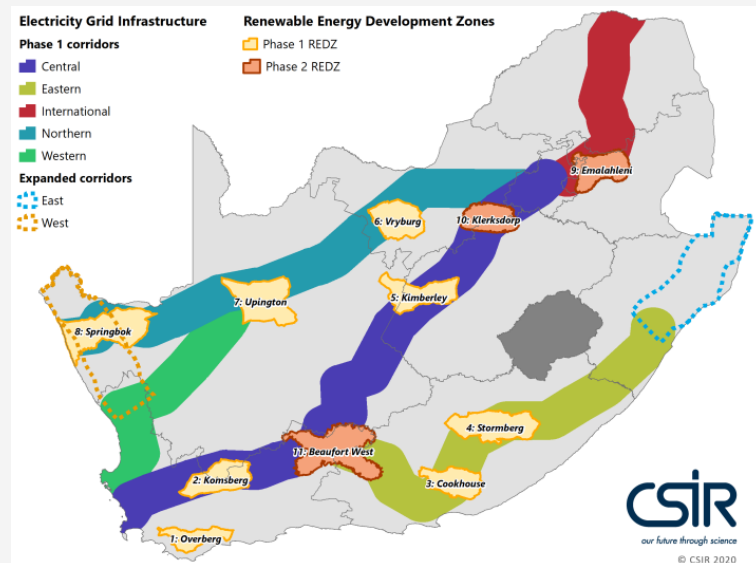 Electricity Grid Infrastructure
Phase 1 corridors
Central
Eastern
International
Northern
Western
Expanded corridors
East
West
Renewable Energy Development Zones
Phase 1 REDZ
Phase 2 REDZ
9: Emalahleni
10: Klerksdorp
6: Vryburg
5: Kimberley
7: Upington
8: Springbok
4: Stormberg
11: Beaufort West
3: Cookhouse
2: Komsberg
1: Overberg
CSIR
our future through science
© CSIR 2020